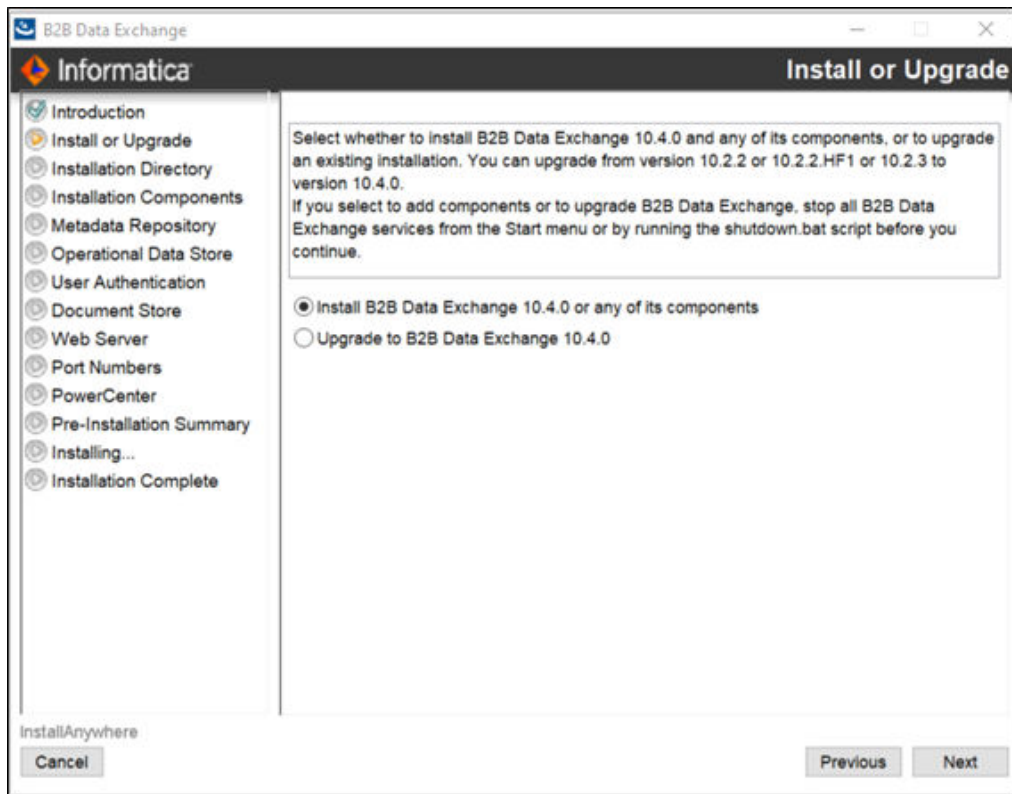 B2B Data Exchange
Informatica
Install or Upgrade
Introduction
Install or Upgrade
Installation Directory
Installation Components
Metadata Repository
Operational Data Store
User Authentication
Document Store
Web Server
Port Numbers
PowerCenter
Pre-Installation Summary
Installing...
Installation Complete
Select whether to install B2B Data Exchange 10.4.0 and any of its components, or to upgrade
an existing installation. You can upgrade from version 10.2.2 or 10.2.2.HF1 or 10.2.3 to
version 10.4.0.
If you select to add components or to upgrade B2B Data Exchange, stop all B2B Data
Exchange services from the Start menu or by running the shutdown.bat script before you
continue.
Install B2B Data Exchange 10.4.0 or any of its components
Upgrade to B2B Data Exchange 10.4.0
InstallAnywhere
Cancel
Previous
Next